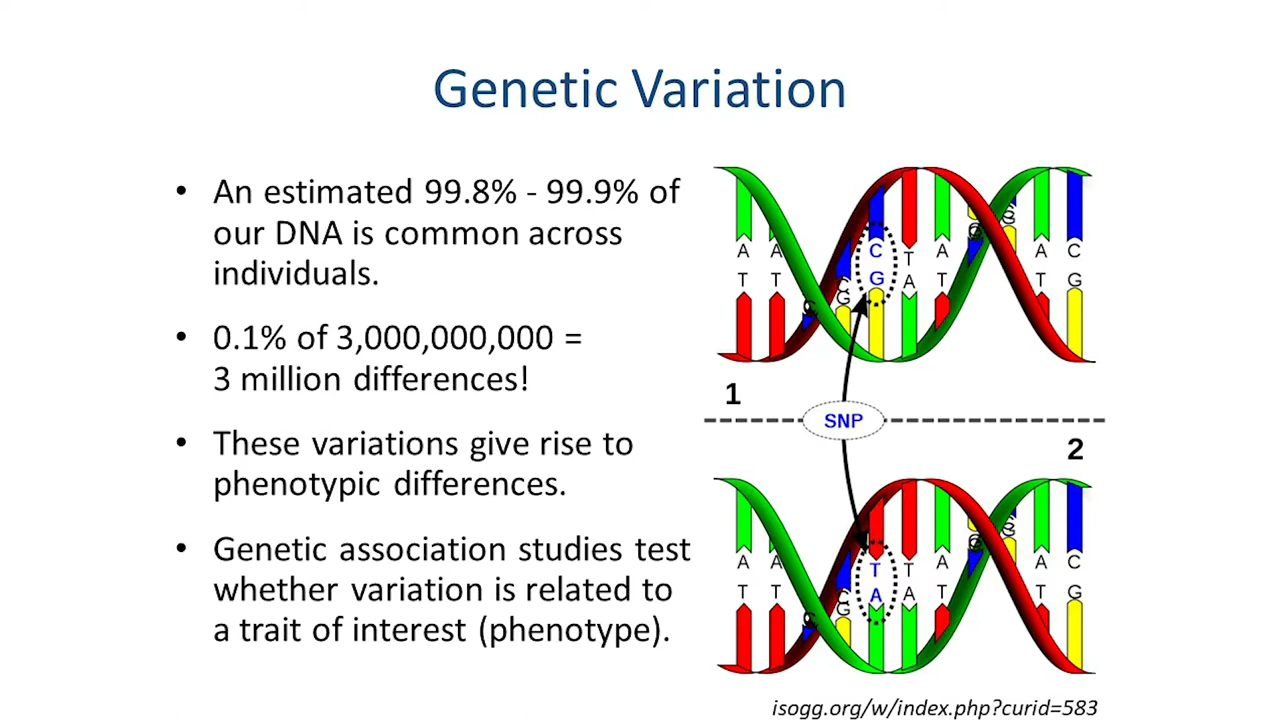 Genetic Variation
• An estimated 99.8% - 99.9% of
our DNA is common across
individuals.
• 0.1% of 3,000,000,000 =
3 million differences!
• These variations give rise to
phenotypic differences.
• Genetic association studies test
whether variation is related to
a trait of interest (phenotype).
A A C C T A G G A C
T T G G A T T G
1
SNP
2
A A C T T A G G A C
T T G A A T T G
isogg.org/w/index.php?curid=583